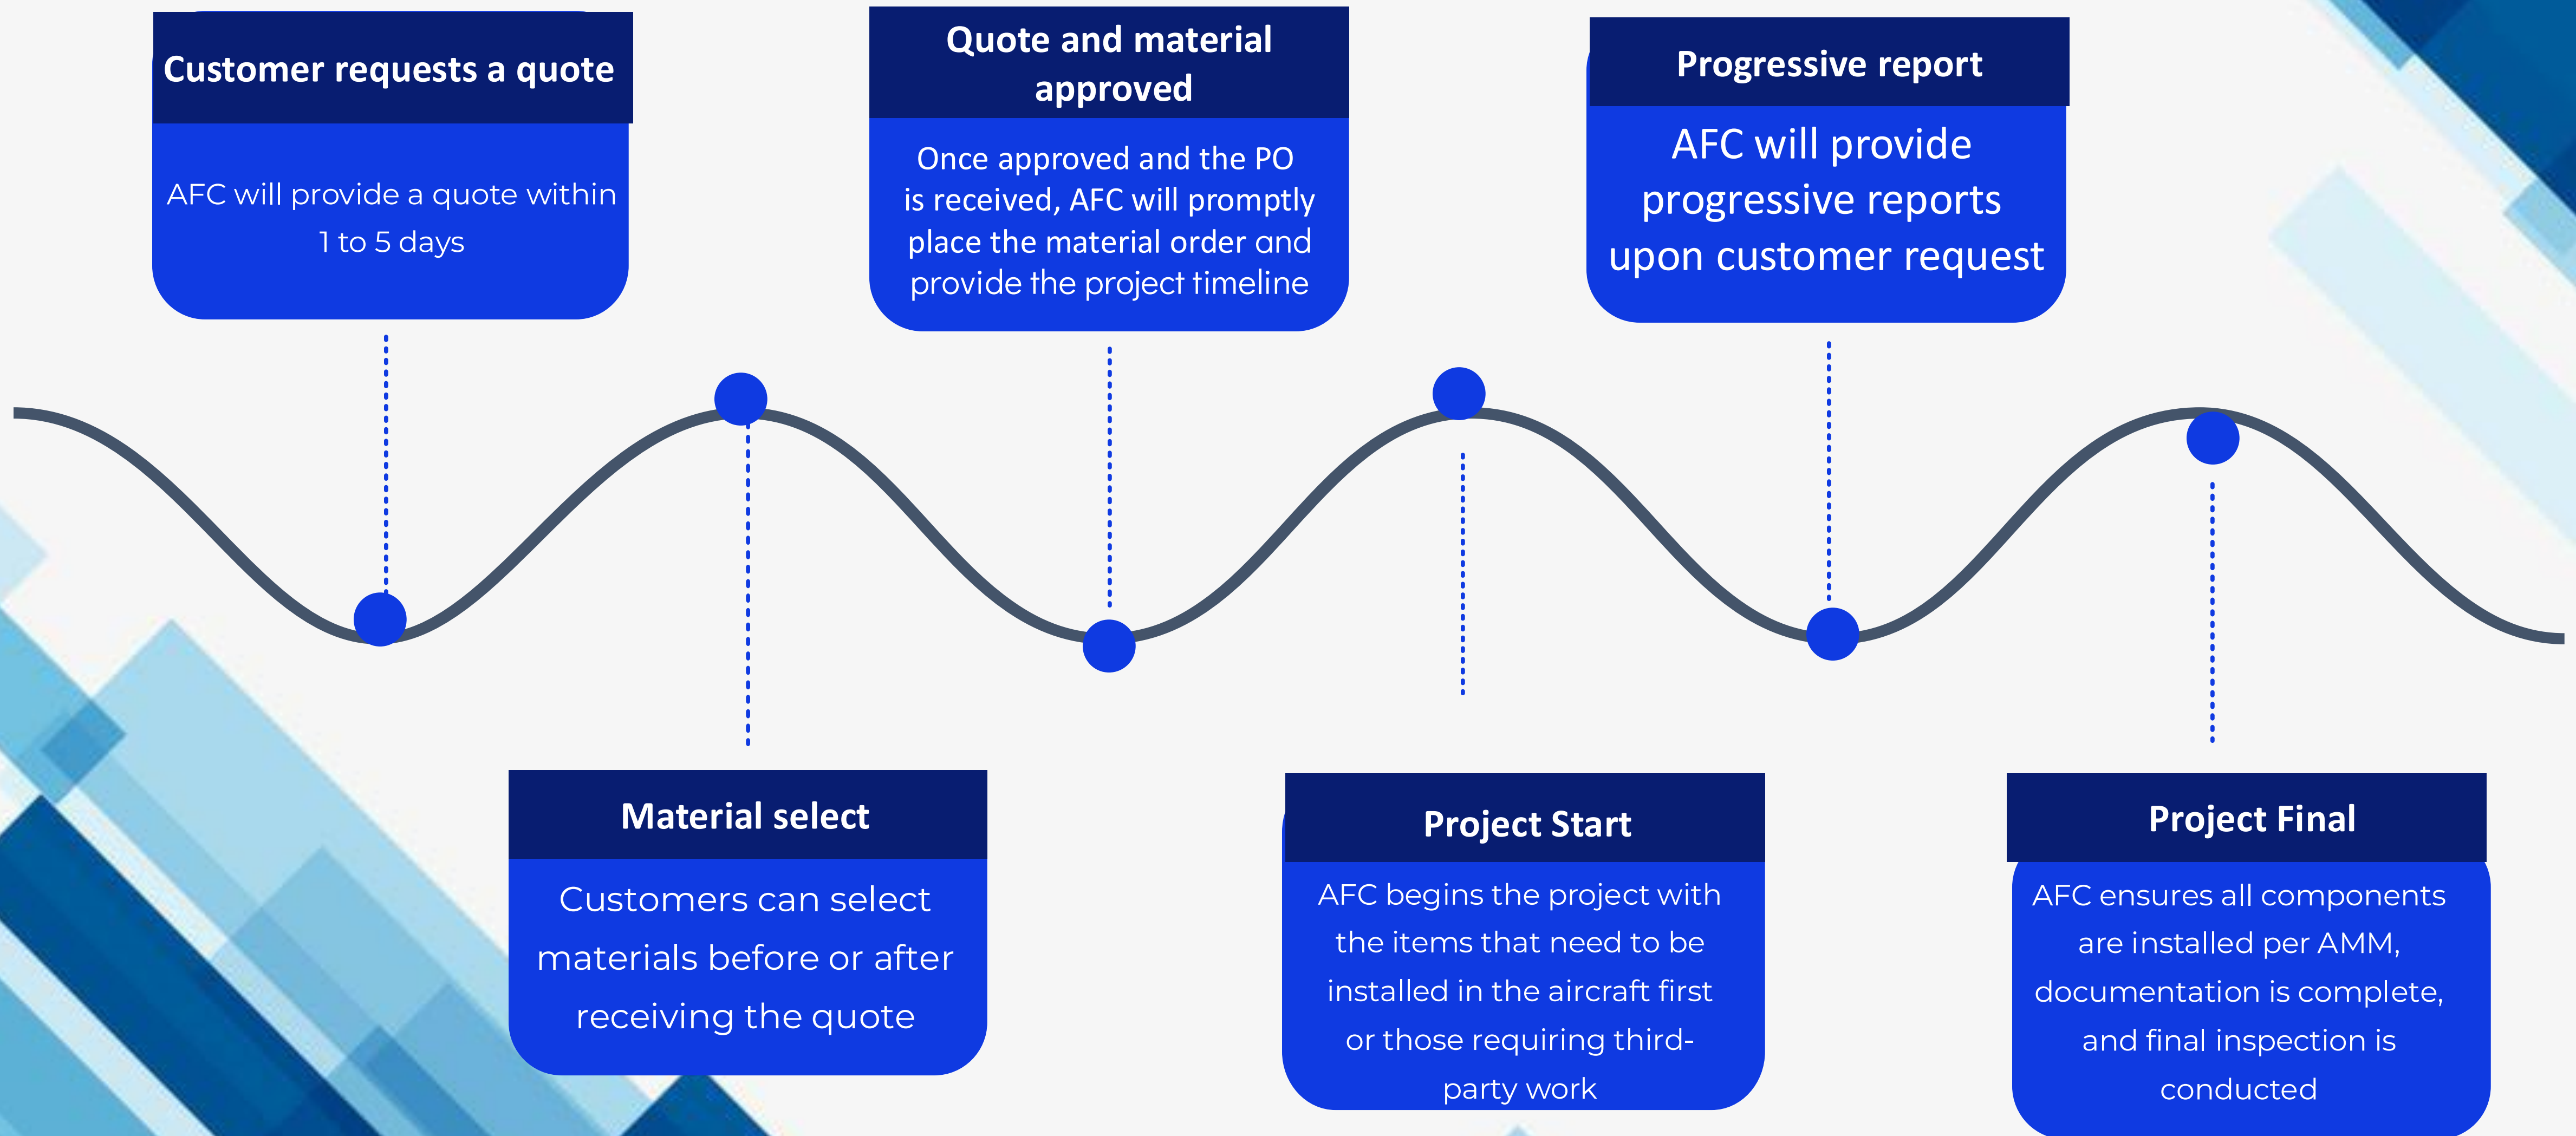 Customer requests a quote
AFC will provide a quote within
1 to 5 days
Material select
Customers can select
materials before or after
receiving the quote
Quote and material
approved
Once approved and the PO
is received, AFC will promptly
place the material order and
provide the project timeline
Project Start
AFC begins the project with
the items that need to be
installed in the aircraft first
or those requiring third-
party work
Progressive report
AFC will provide
progressive reports
upon customer request
Project Final
AFC ensures all components
are installed per AMM,
documentation is complete,
and final inspection is
conducted